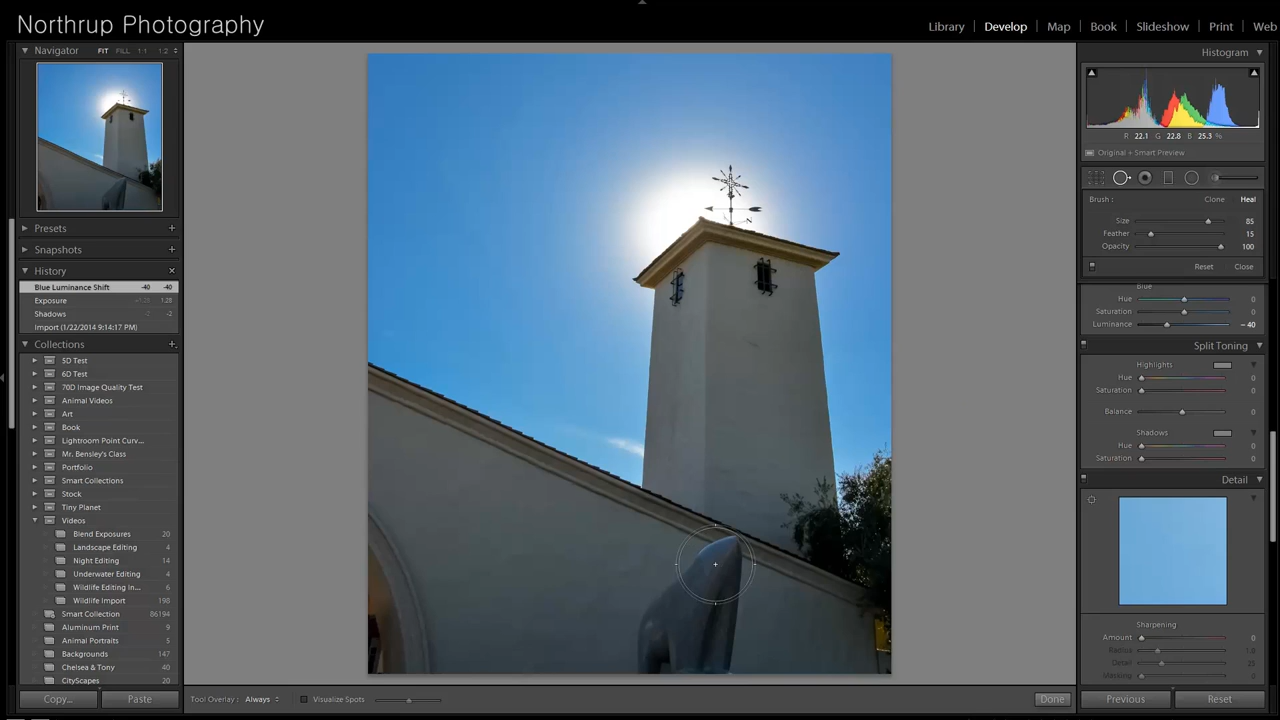 Northrup Photography
Library | Develop | Map | Book | Slideshow | Print | Web
Navigator FIT FILL 1:1 1:2
Presets
Snapshots
History
Blue Luminance Shift -40 -40
Exposure 1.28
Shadows -2
Import (1/22/2014 9:14:17 PM)
Collections
5D Test
6D Test
70D Image Quality Test
Animal Videos
Art
Book
Lightroom Point Curv...
Mr. Bensley's Class
Portfolio
Smart Collections
Stock
Tiny Planet
Videos
Blend Exposures 20
Landscape Editing 4
Night Editing 14
Underwater Editing 4
Wildlife Editing In... 6
Wildlife Import 198
Smart Collection 86194
Aluminum Print 9
Animal Portraits 5
Backgrounds 147
Chelsea & Tony 40
CityScapes 20
Copy... Paste
Tool Overlay: Always Visualize Spots Done
Histogram
R 22.1 G 22.8 B 25.3 %
Original + Smart Preview
Brush: Clone Heal
Size 85
Feather 15
Opacity 100
Reset Close
Blue
Hue 0
Saturation 0
Luminance - 40
Split Toning
Highlights
Hue 0
Saturation 0
Balance 0
Shadows
Hue 0
Saturation 0
Detail
Sharpening
Amount 0
Radius 1.0
Detail 25
Masking 0
Previous Reset